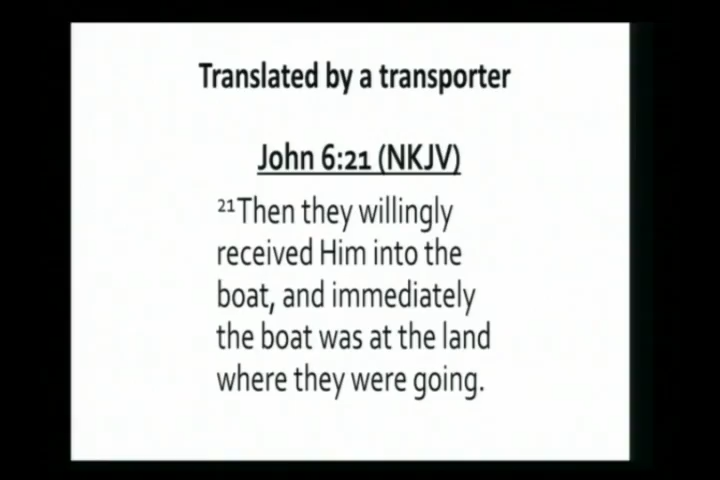 Translated by a transporter
John 6:21 (NKJV)
²¹Then they willingly
received Him into the
boat, and immediately
the boat was at the land
where they were going.